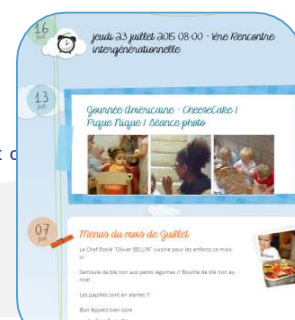 16
juil.
jeudi 23 juillet 2015 08:00 - 1ère Rencontre
intergénérationnelle
13
juil.
Journée Américaine - CheeseCake /
Pique Nique / Séance photo
t c
07
juil.
Menus du mois de Juillet
Le Chef Etoilé "Olivier BELLIN" cuisine pour les enfants ce mois-
ci!
Semoule de blé noir aux petits légumes // Bouillie de blé noir au
miel
Les papilles sont en alertes !!
Bon Appétit bien sûre